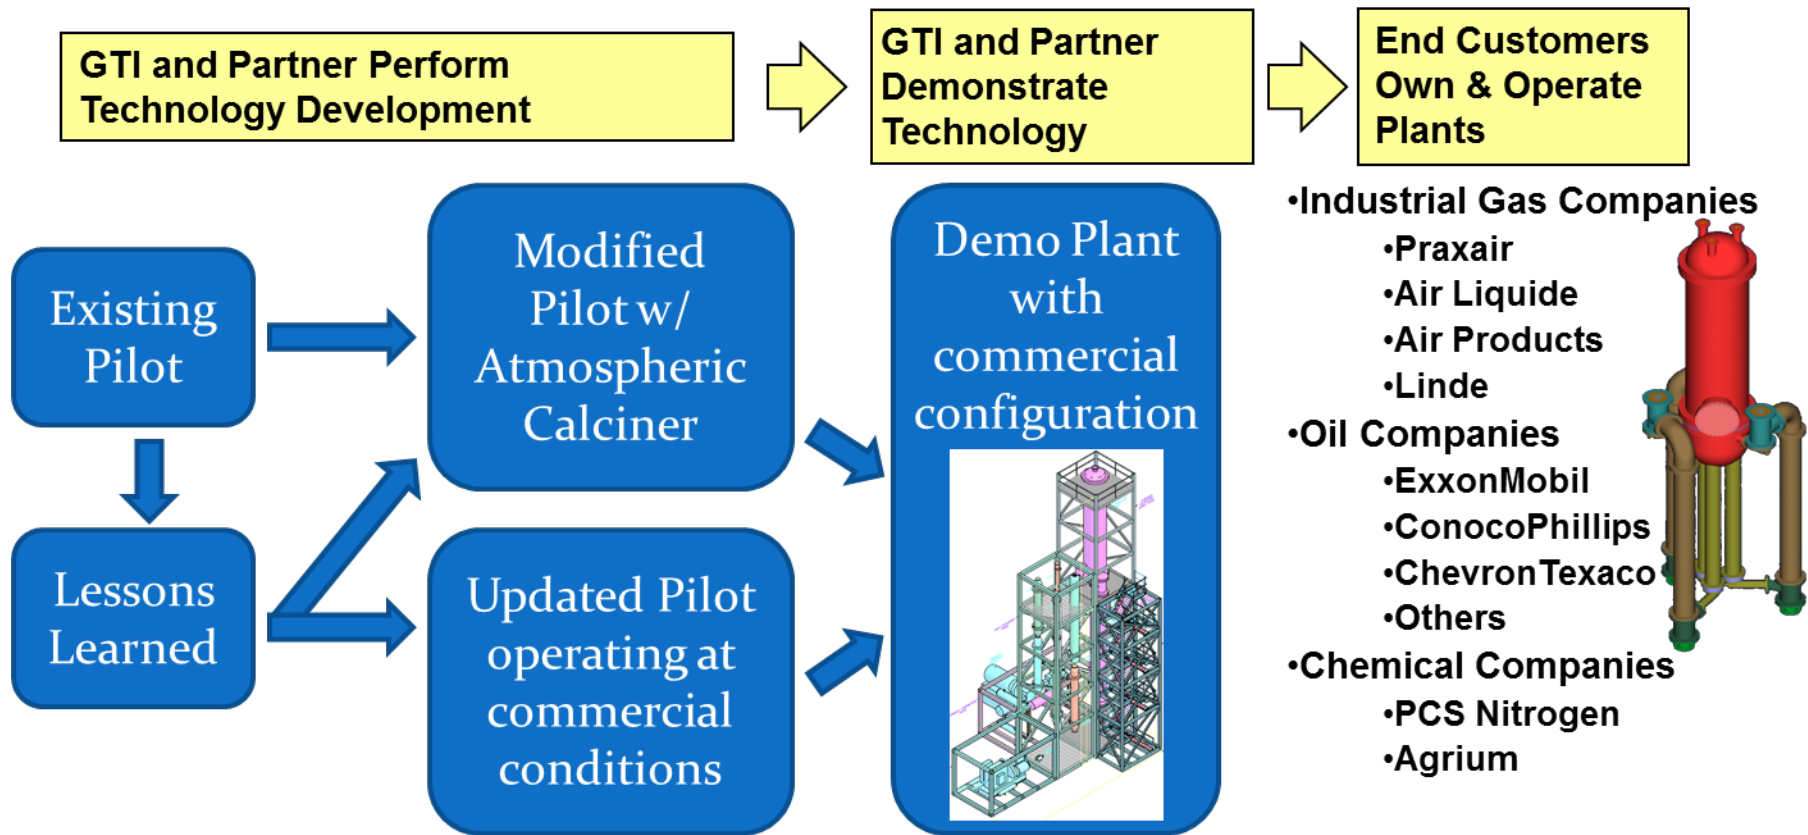 GTI and Partner Perform
Technology Development
GTI and Partner
Demonstrate
Technology
End Customers
Own & Operate
Plants
Existing
Pilot
Lessons
Learned
Modified
Pilot w/
Atmospheric
Calciner
Updated Pilot
operating at
commercial
conditions
Demo Plant
with
commercial
configuration
•Industrial Gas Companies
•Praxair
•Air Liquide
•Air Products
•Linde
•Oil Companies
•ExxonMobil
•ConocoPhillips
•ChevronTexaco
•Others
•Chemical Companies
•PCS Nitrogen
•Agrium